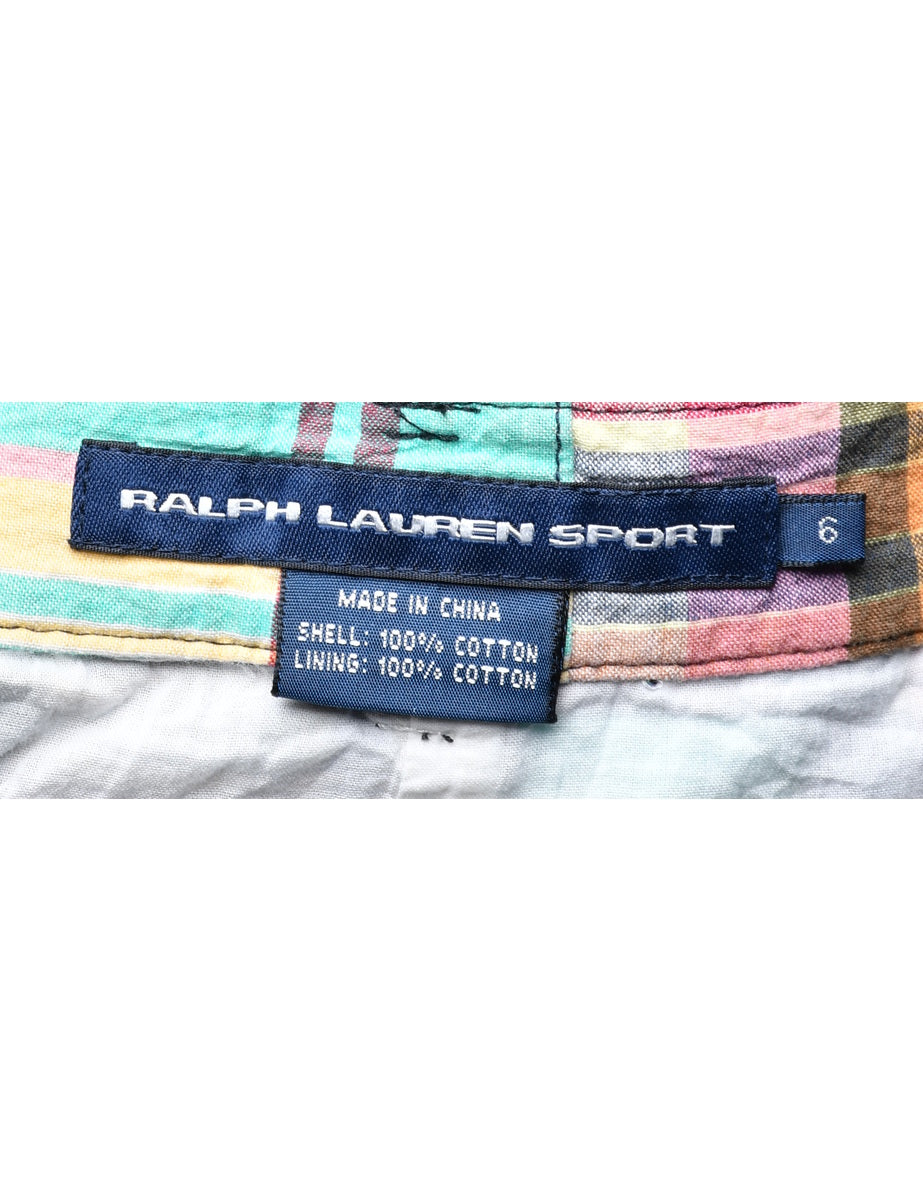 RALPH LAUREN SPORT
6
MADE IN CHINA
SHELL: 100% COTTON
LINING: 100% COTTON